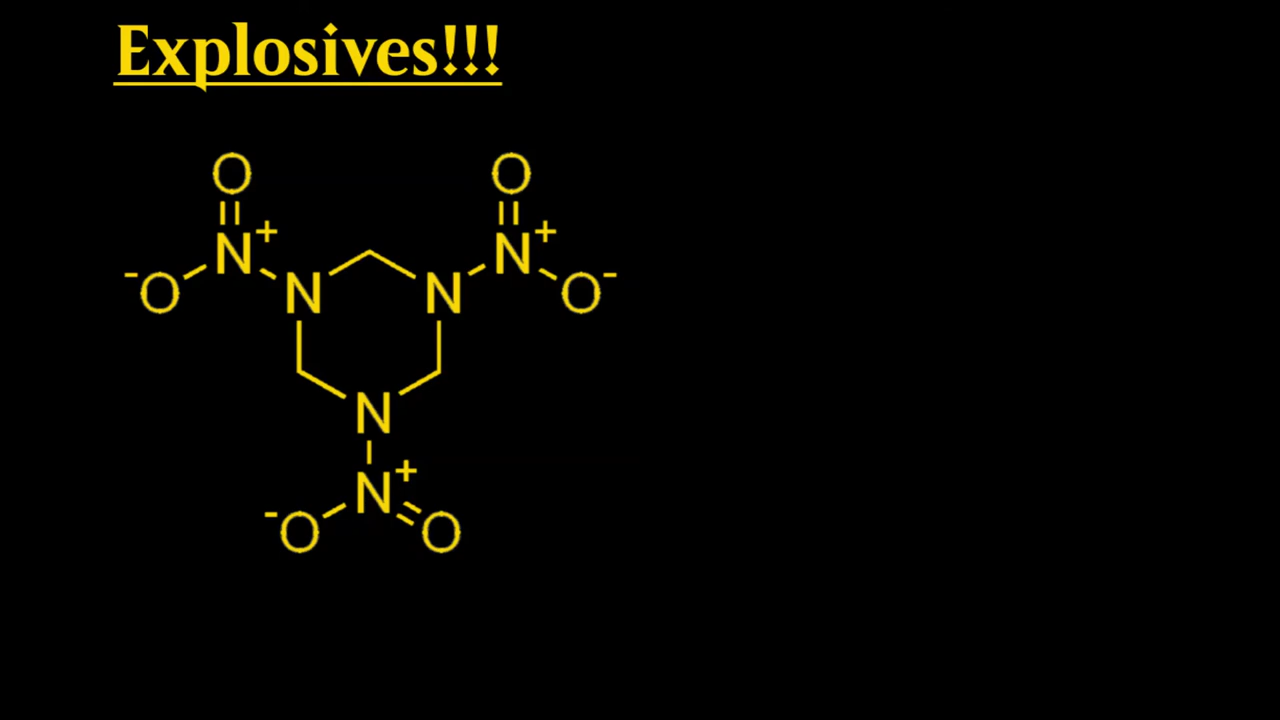 Explosives!!!
O O
N+ N+
-O N N O-
N
N+
-O O